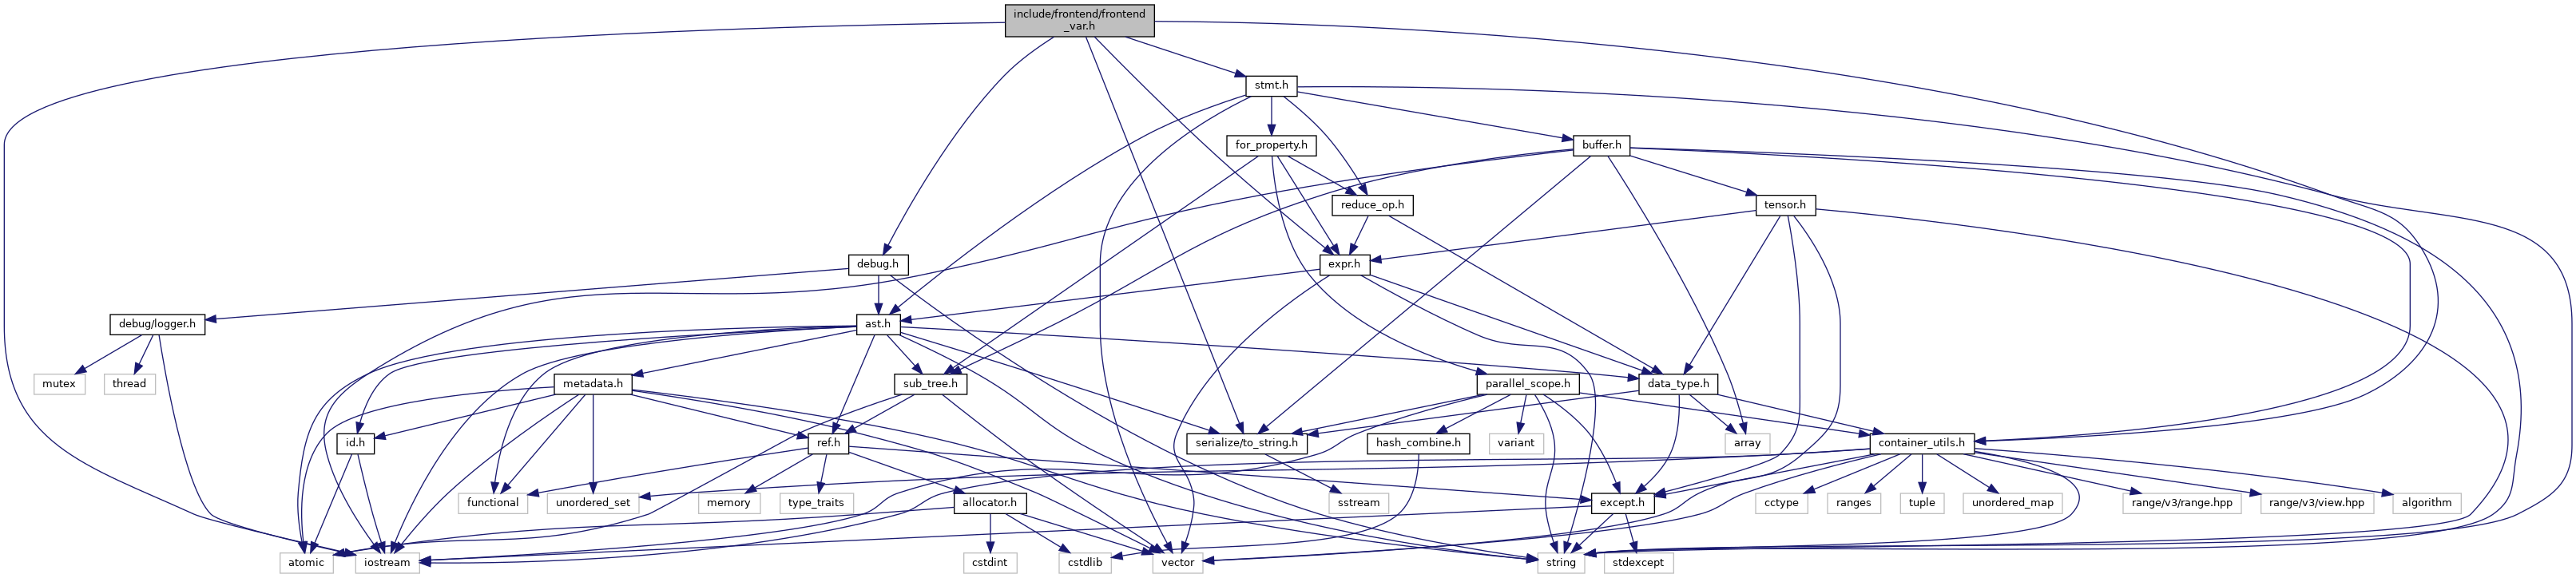 include/frontend/frontend
_var.h
stmt.h
for_property.h
buffer.h
reduce_op.h
tensor.h
debug.h
expr.h
debug/logger.h
ast.h
mutex
thread
metadata.h
sub_tree.h
parallel_scope.h
data_type.h
id.h
ref.h
serialize/to_string.h
hash_combine.h
variant
array
container_utils.h
functional
unordered_set
memory
type_traits
allocator.h
sstream
except.h
cctype
ranges
tuple
unordered_map
range/v3/range.hpp
range/v3/view.hpp
algorithm
atomic
iostream
cstdint
cstdlib
vector
string
stdexcept